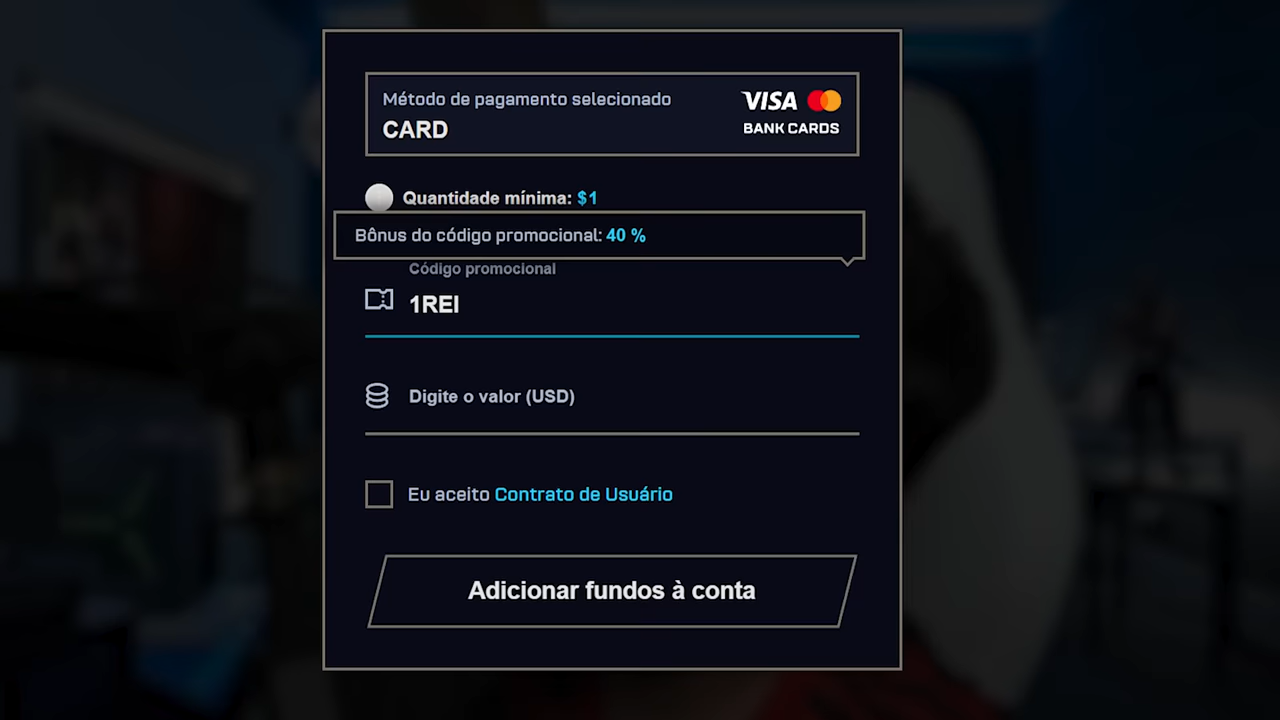 Método de pagamento selecionado
CARD
VISA
BANK CARDS
Quantidade mínima: $1
Bônus do código promocional: 40 %
Código promocional
1REI
Digite o valor (USD)
Eu aceito Contrato de Usuário
Adicionar fundos à conta